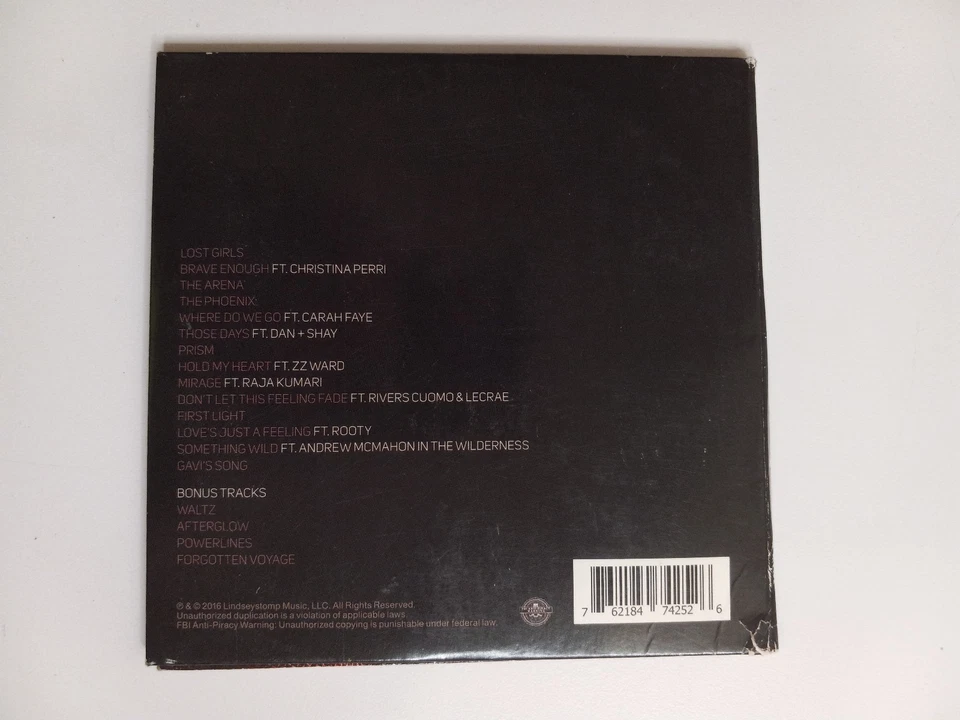 LOST GIRLS
BRAVE ENOUGH FT. CHRISTINA PERRI
THE ARENA
THE PHOENIX
WHERE DO WE GO FT. CARAH FAYE
THOSE DAYS FT. DAN + SHAY
PRISM
HOLD MY HEART FT. ZZ WARD
MIRAGE FT. RAJA KUMARI
DON'T LET THIS FEELING FADE FT. RIVERS CUOMO & LECRAE
FIRST LIGHT
LOVE'S JUST A FEELING FT. ROOTY
SOMETHING WILD FT. ANDREW MCMAHON IN THE WILDERNESS
GAVI'S SONG
BONUS TRACKS
WALTZ
AFTERGLOW
POWERLINES
FORGOTTEN VOYAGE
℗ & © 2016 Lindseystomp Music, LLC. All Rights Reserved.
Unauthorized duplication is a violation of applicable laws.
FBI Anti-Piracy Warning: Unauthorized copying is punishable under federal law.
7 62184 74252 6